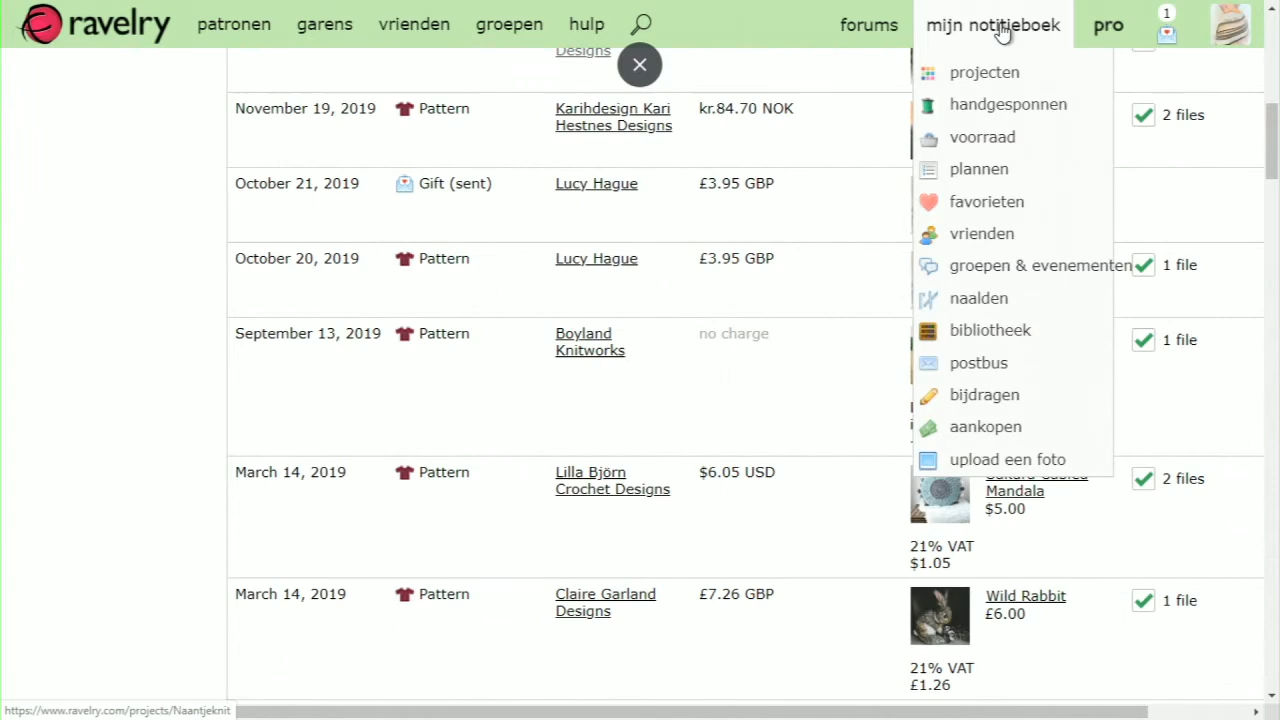 ravelry patronen garens vrienden groepen hulp forums mijn notitieboek pro 1
Designs
November 19, 2019 Pattern Karihdesign Kari kr.84.70 NOK 2 files
Hestnes Designs
October 21, 2019 Gift (sent) Lucy Hague £3.95 GBP
October 20, 2019 Pattern Lucy Hague £3.95 GBP 1 file
September 13, 2019 Pattern Boyland no charge 1 file
Knitworks
projecten
handgesponnen
voorraad
plannen
favorieten
vrienden
groepen & evenementen
naalden
bibliotheek
postbus
bijdragen
aankopen
upload een foto
March 14, 2019 Pattern Lilla Björn $6.05 USD 2 files
Crochet Designs Mandala
$5.00
21% VAT
$1.05
March 14, 2019 Pattern Claire Garland £7.26 GBP Wild Rabbit 1 file
Designs £6.00
21% VAT
£1.26
https://www.ravelry.com/projects/Naantjeknit